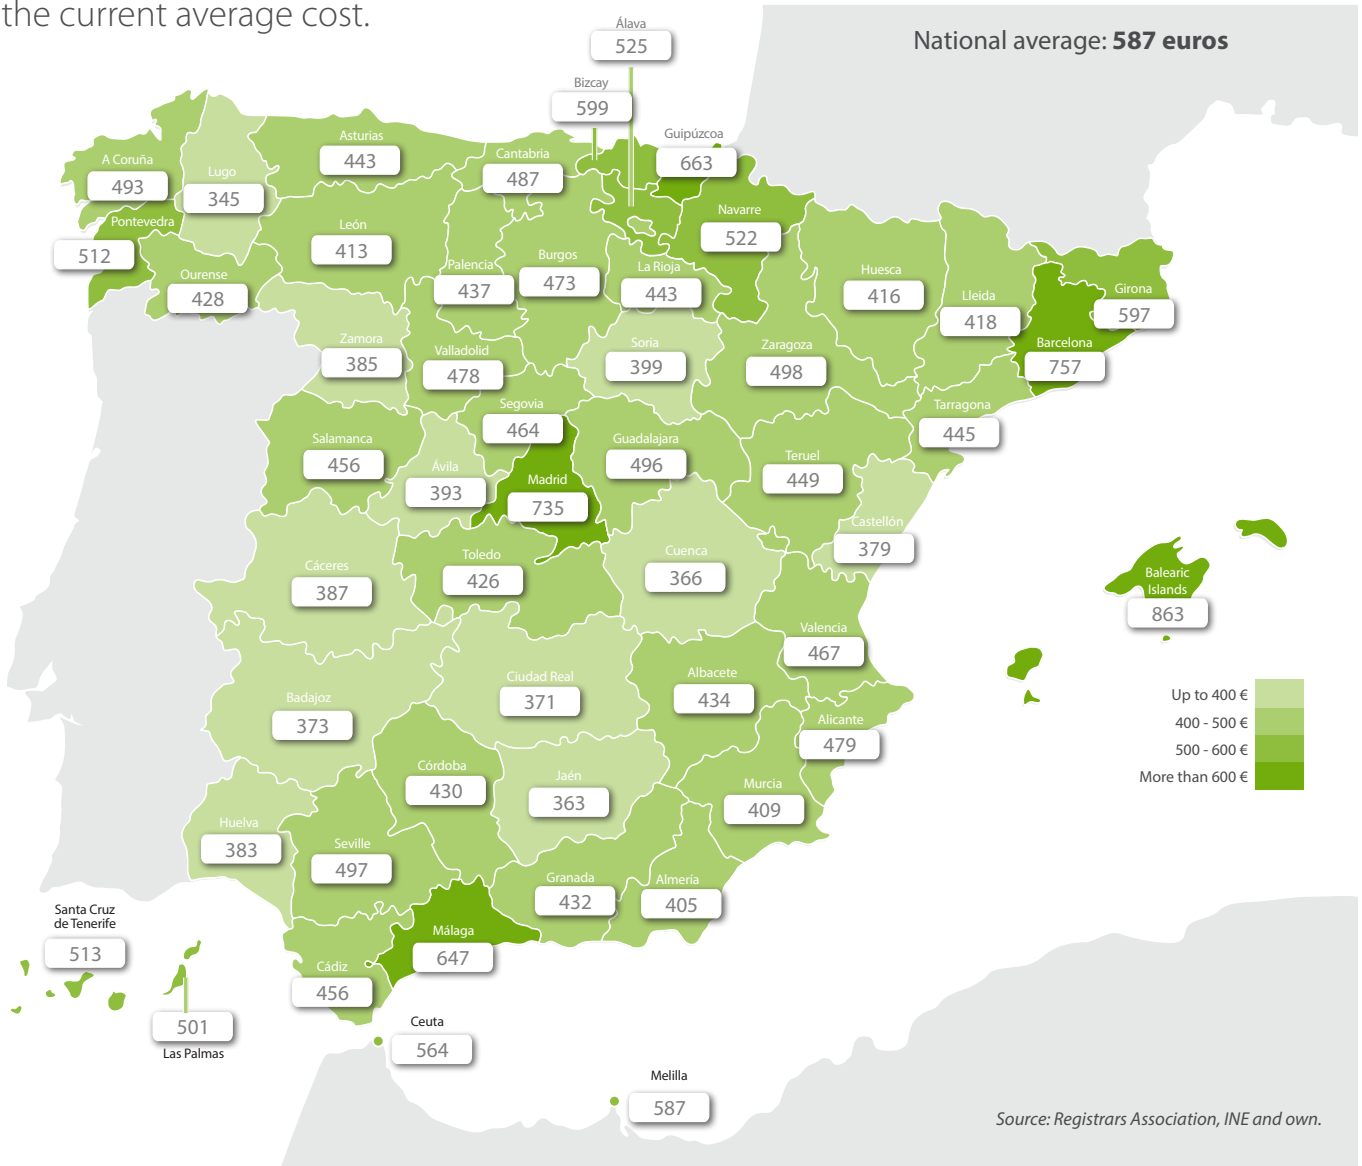 the current average cost.
National average: 587 euros
Álava
525
Bizcay
599
Guipúzcoa
663
Asturias
443
Cantabria
487
A Coruña
493
Lugo
345
Pontevedra
512
Ourense
428
León
413
Palencia
437
Burgos
473
La Rioja
443
Navarre
522
Huesca
416
Lleida
418
Girona
597
Barcelona
757
Zamora
385
Valladolid
478
Soria
399
Zaragoza
498
Tarragona
445
Segovia
464
Salamanca
456
Ávila
393
Madrid
735
Guadalajara
496
Teruel
449
Castellón
379
Cáceres
387
Toledo
426
Cuenca
366
Balearic
Islands
863
Valencia
467
Badajoz
373
Ciudad Real
371
Albacete
434
Alicante
479
Up to 400 €
400 - 500 €
500 - 600 €
More than 600 €
Córdoba
430
Jaén
363
Murcia
409
Huelva
383
Seville
497
Granada
432
Almería
405
Santa Cruz
de Tenerife
513
Málaga
647
Cádiz
456
501
Las Palmas
Ceuta
564
Melilla
587
Source: Registrars Association, INE and own.